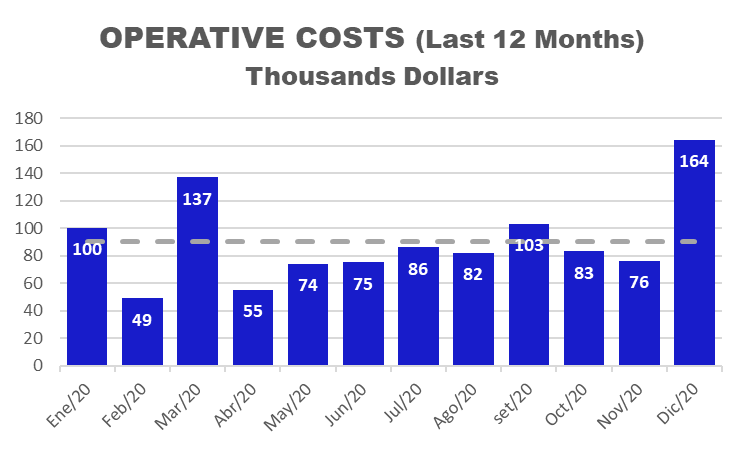 OPERATIVE COSTS (Last 12 Months)
Thousands Dollars
180
160
140
120
100
80
60
40
20
0
100
49
137
55
74
75
86
82
103
83
76
164
Ene/20
Feb/20
Mar/20
Abr/20
May/20
Jun/20
Jul/20
Ago/20
set/20
Oct/20
Nov/20
Dic/20